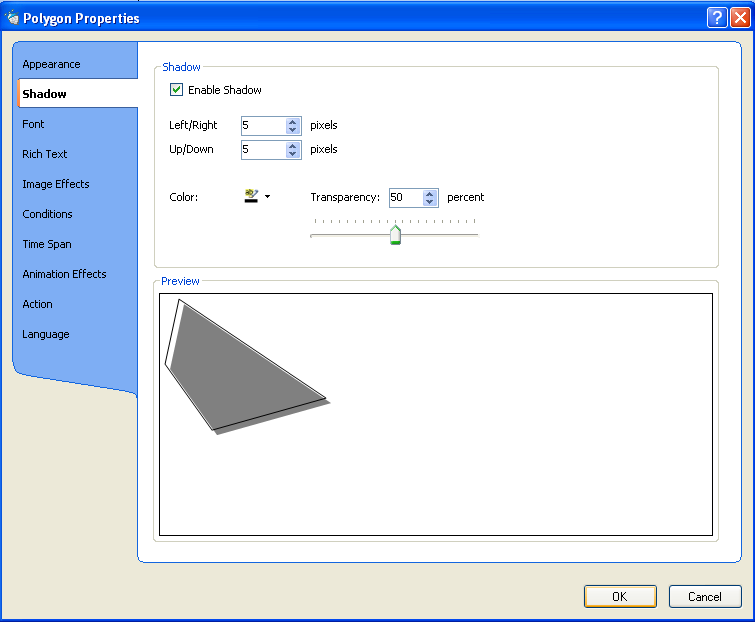 Polygon Properties
Appearance
Shadow
Font
Rich Text
Image Effects
Conditions
Time Span
Animation Effects
Action
Language
Shadow
Enable Shadow
Left/Right 5 pixels
Up/Down 5 pixels
Color: Transparency: 50 percent
Preview
OK Cancel